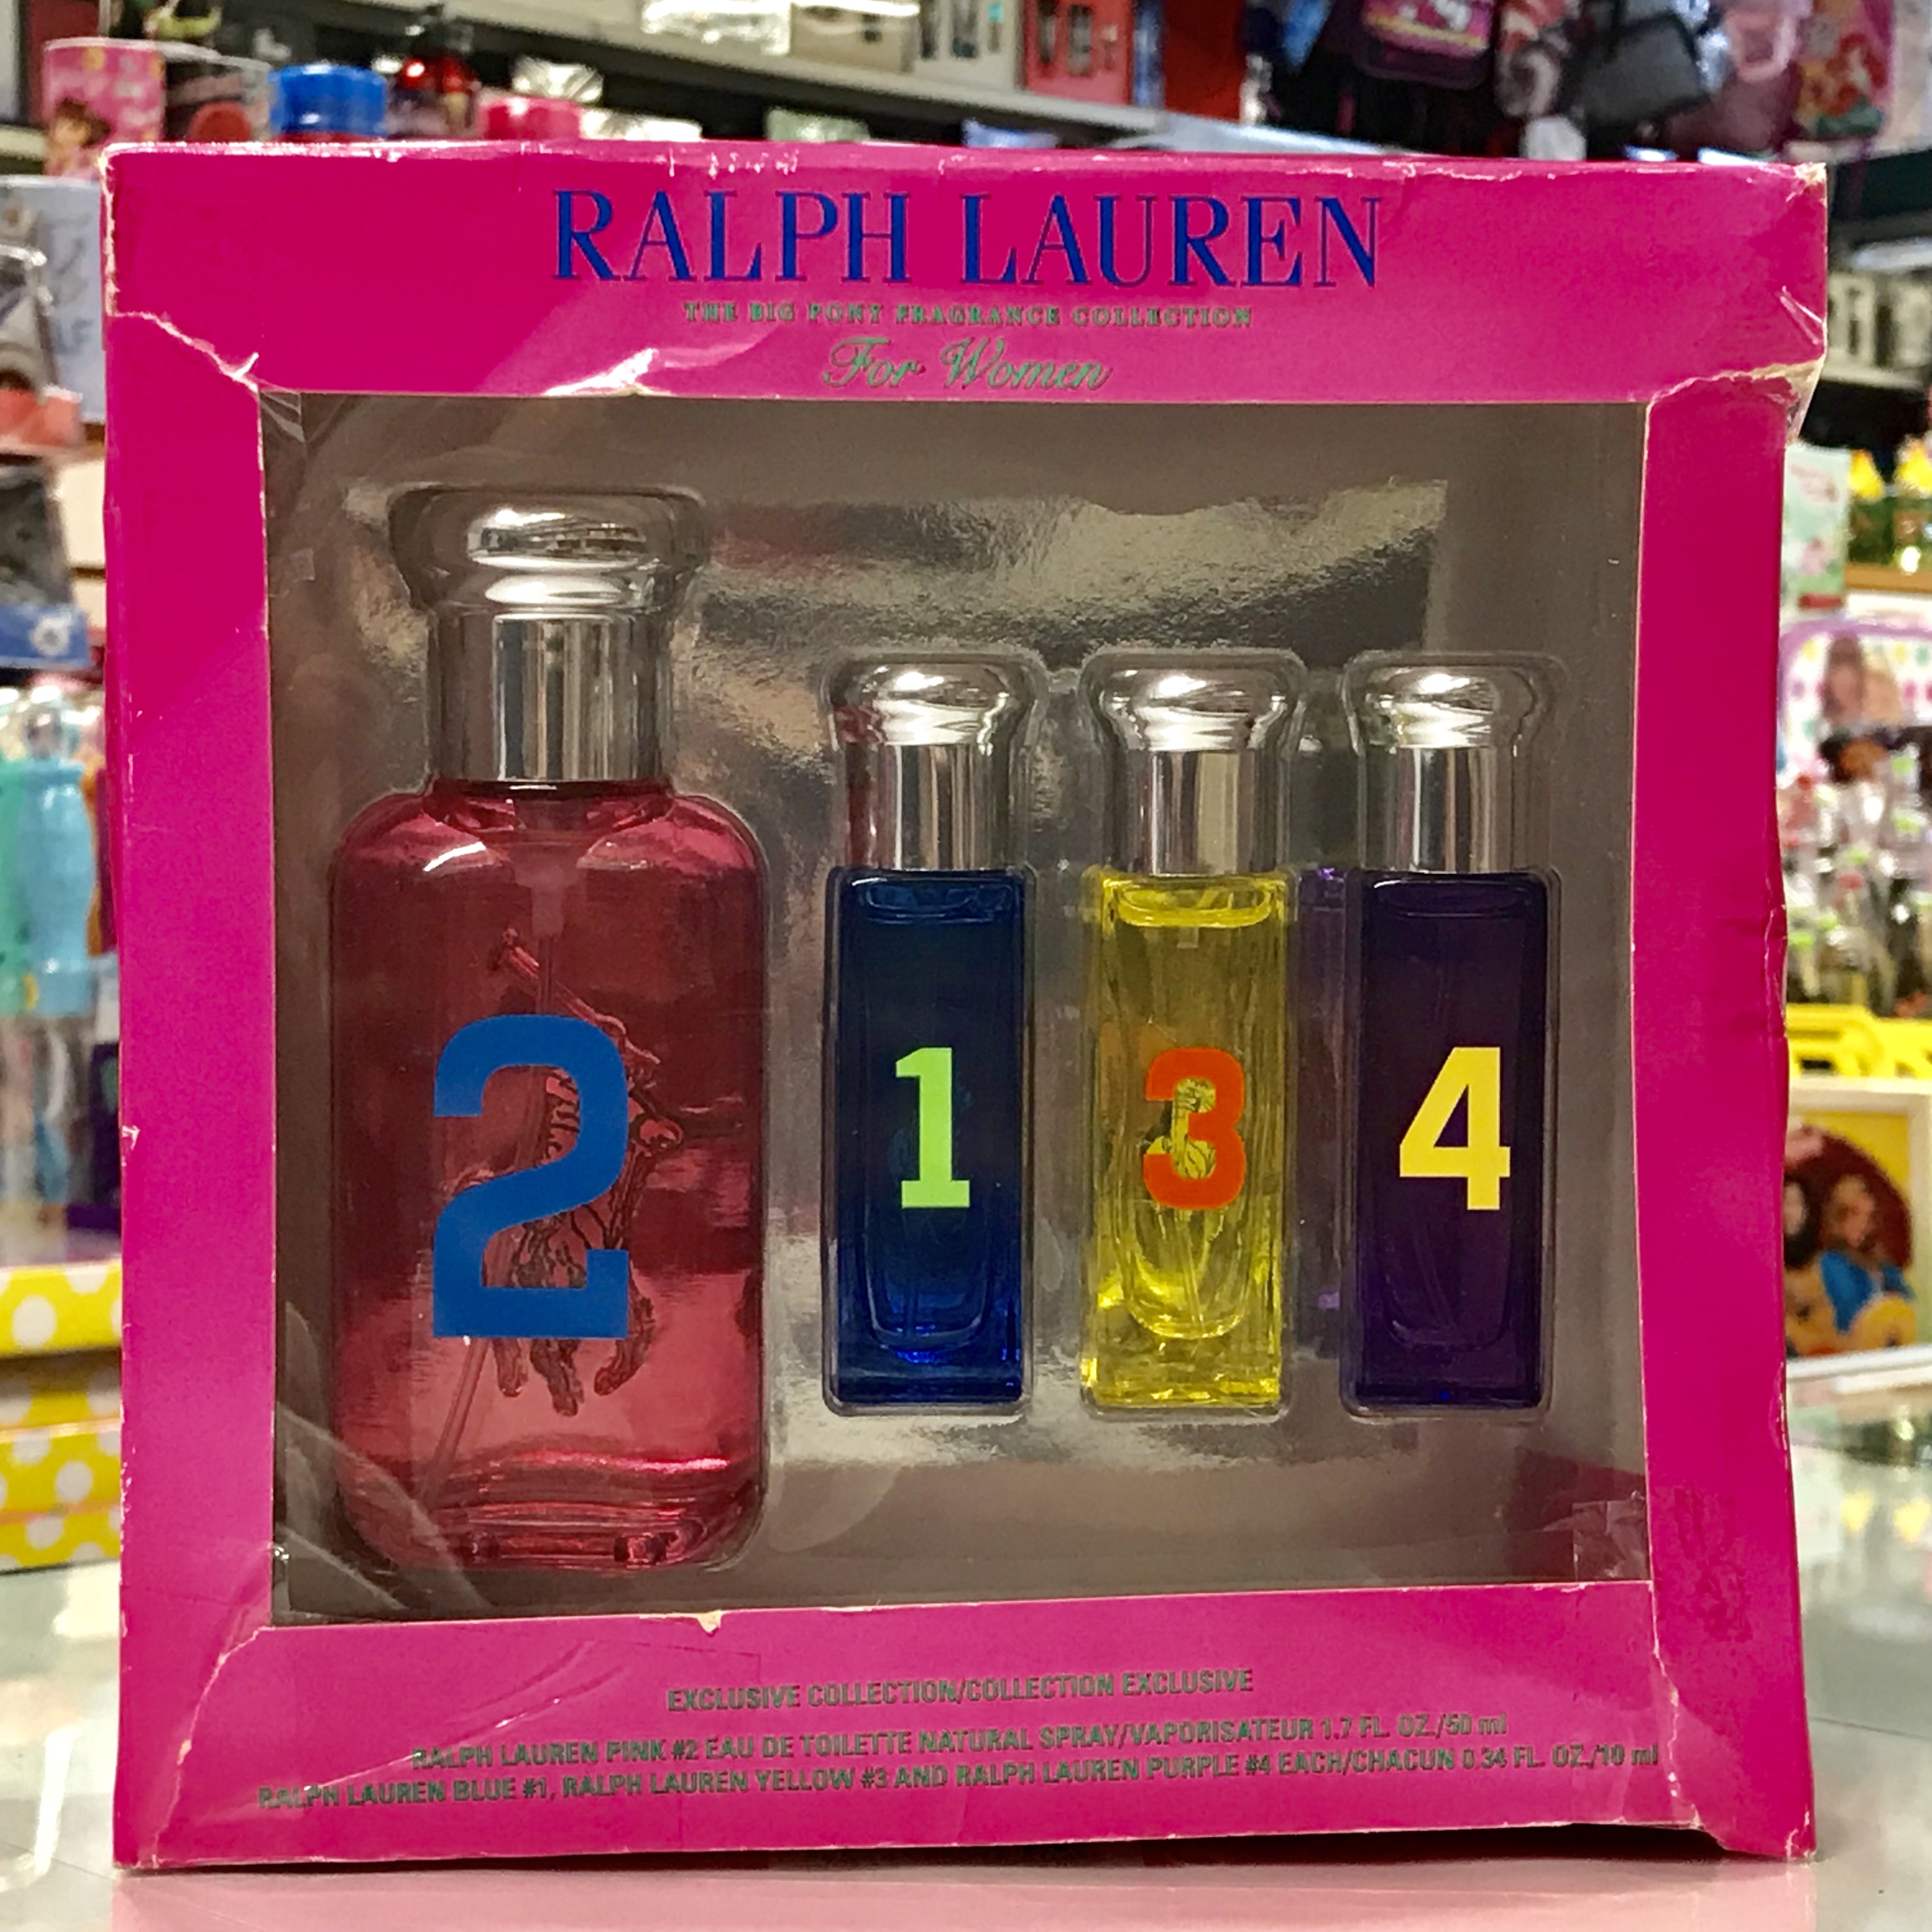 RALPH LAUREN
THE BIG PONY FRAGRANCE COLLECTION
For Women
2 1 3 4
EXCLUSIVE COLLECTION/COLLECTION EXCLUSIVE
RALPH LAUREN PINK #2 EAU DE TOILETTE NATURAL SPRAY/VAPORISATEUR 1.7 FL. OZ./50 ml
RALPH LAUREN BLUE #1, RALPH LAUREN YELLOW #3 AND RALPH LAUREN PURPLE #4 EACH/CHACUN 0.34 FL. OZ./10 ml